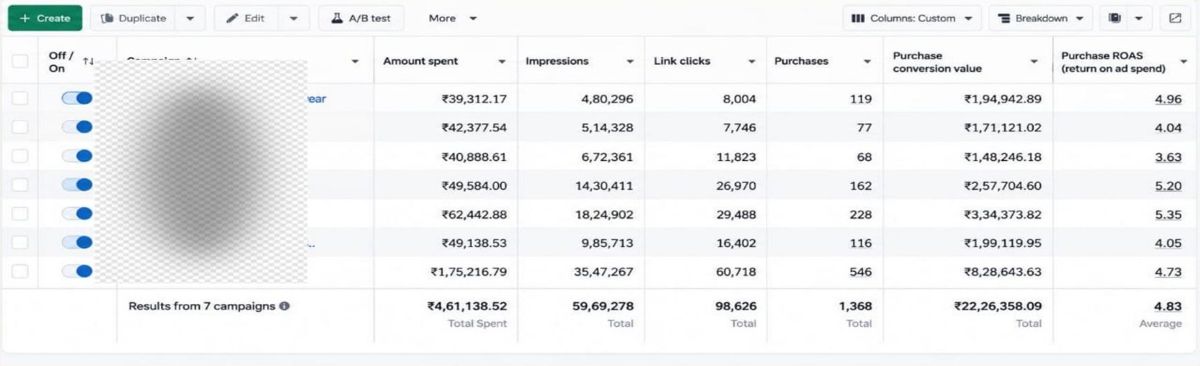 + Create Duplicate Edit A/B test More Columns: Custom Breakdown
Off / On Amount spent Impressions Link clicks Purchases Purchase conversion value Purchase ROAS (return on ad spend)
₹39,312.17 4,80,296 8,004 119 ₹1,94,942.89 4.96
₹42,377.54 5,14,328 7,746 77 ₹1,71,121.02 4.04
₹40,888.61 6,72,361 11,823 68 ₹1,48,246.18 3.63
₹49,584.00 14,30,411 26,970 162 ₹2,57,704.60 5.20
₹62,442.88 18,24,902 29,488 228 ₹3,34,373.82 5.35
₹49,138.53 9,85,713 16,402 116 ₹1,99,119.95 4.05
₹1,75,216.79 35,47,267 60,718 546 ₹8,28,643.63 4.73
Results from 7 campaigns ₹4,61,138.52 59,69,278 98,626 1,368 ₹22,26,358.09 4.83
Total Spent Total Total Total Total Average